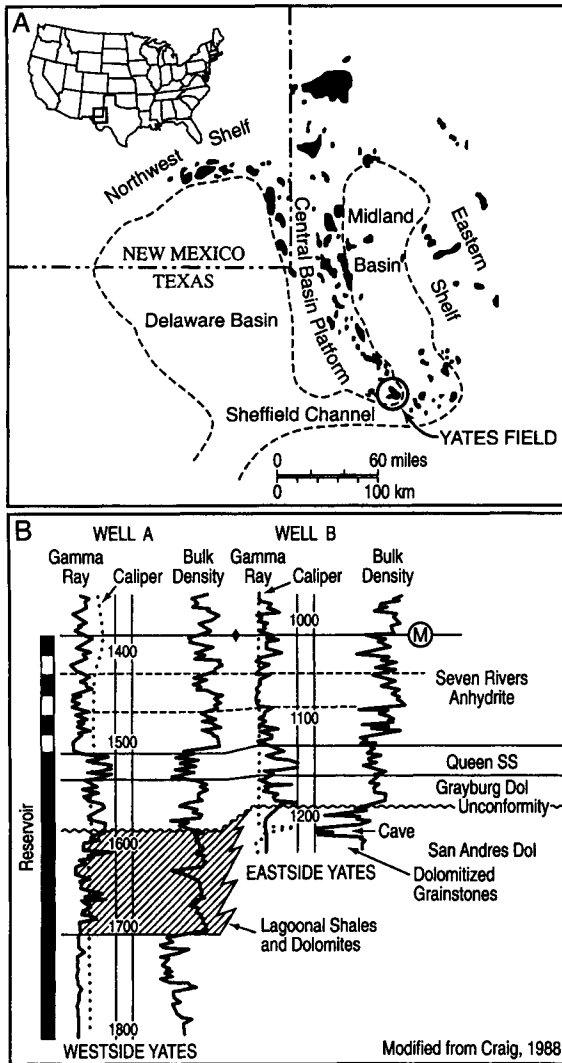 A
Northwest Shelf
NEW MEXICO
TEXAS
Delaware Basin
Central Basin Platform
Midland
Basin
Eastern
Shelf
Sheffield Channel
YATES FIELD
0 60 miles
0 100 km
B
WELL A WELL B
Gamma Ray
Caliper
Bulk Density
Gamma Ray
Caliper
Bulk Density
1000
M
1400
Seven Rivers
Anhydrite
1100
1500
Queen SS
Grayburg Dol
Unconformity
1200
1600
Cave
San Andres Dol
EASTSIDE YATES
Dolomitized
Grainstones
Reservoir
1700
Lagoonal Shales
and Dolomites
1800
WESTSIDE YATES
Modified from Craig, 1988